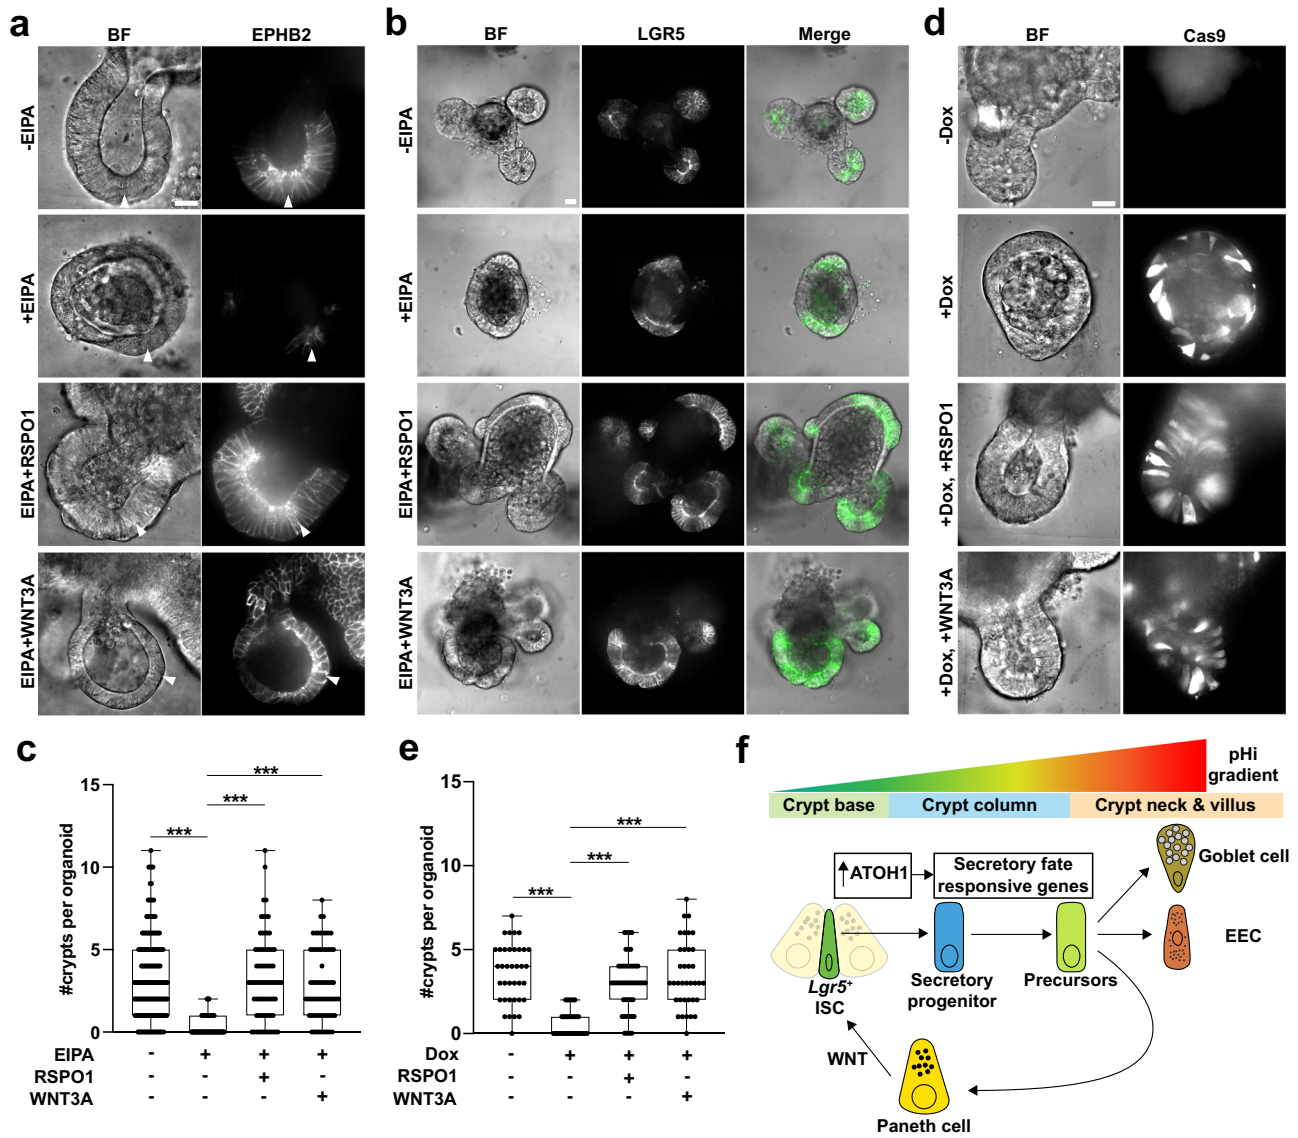 a
BF
EPHB2
-EIPA
+EIPA
EIPA+RSPO1
EIPA+WNT3A
b
BF
LGR5
Merge
-EIPA
+EIPA
EIPA+RSPO1
EIPA+WNT3A
d
BF
Cas9
-Dox
+Dox
+Dox, +RSPO1
+Dox, +WNT3A
c
#crypts per organoid
15
10
5
0
***
***
***
EIPA - + + +
RSPO1 - - + -
WNT3A - - - +
e
#crypts per organoid
15
10
5
0
***
***
***
Dox - + + +
RSPO1 - - + -
WNT3A - - - +
f
pHi
gradient
Crypt base
Crypt column
Crypt neck & villus
↑ATOH1
Secretory fate
responsive genes
Goblet cell
EEC
Lgr5+
ISC
Secretory
progenitor
Precursors
WNT
Paneth cell